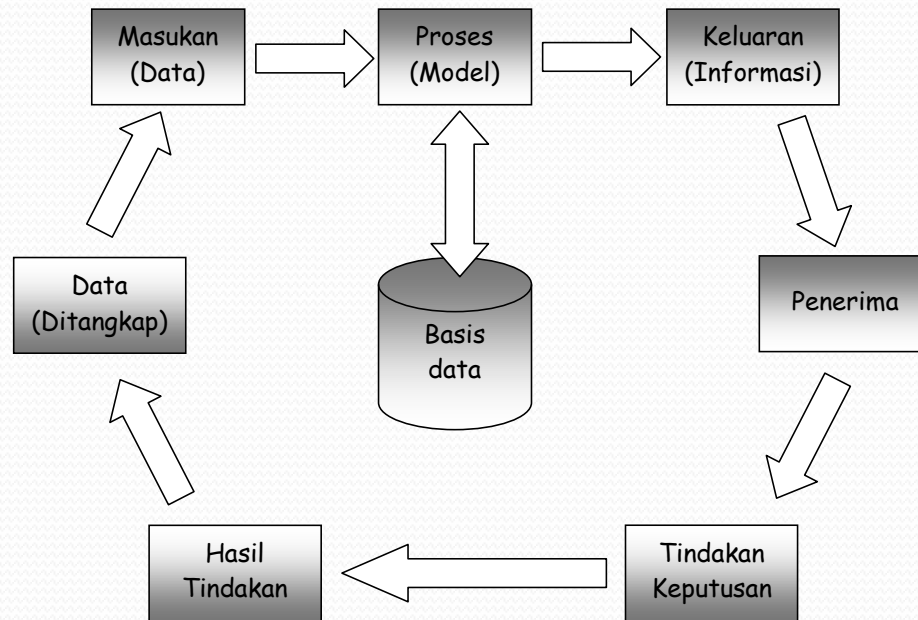 Masukan
(Data)
Proses
(Model)
Keluaran
(Informasi)
Data
(Ditangkap)
Basis
data
Penerima
Hasil
Tindakan
Tindakan
Keputusan